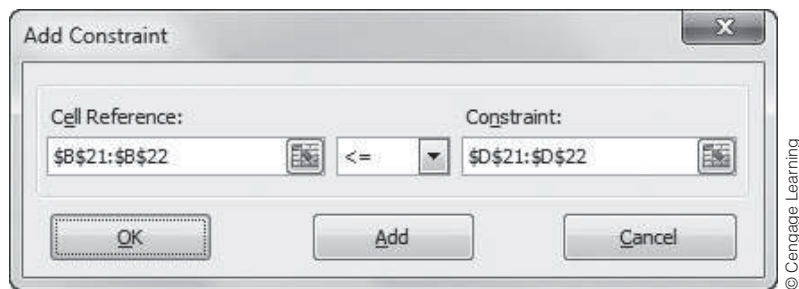 Add Constraint
X
Cell Reference:
Constraint:
$B$21:$B$22
<=
$D$21:$D$22
OK
Add
Cancel
© Cengage Learning